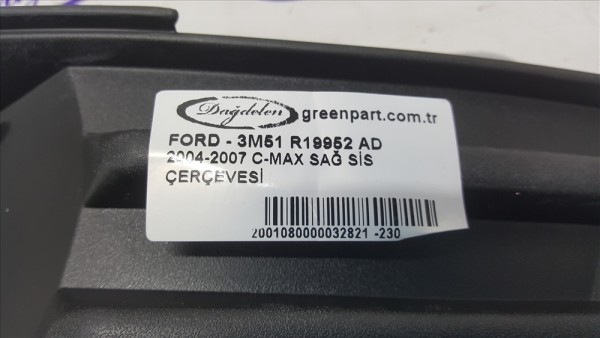 Dağdelen
greenpart.com.tr
FORD - 3M51 R19952 AD
2004-2007 C-MAX SAĞ SİS
ÇERÇEVESİ
2001080000032821 -230